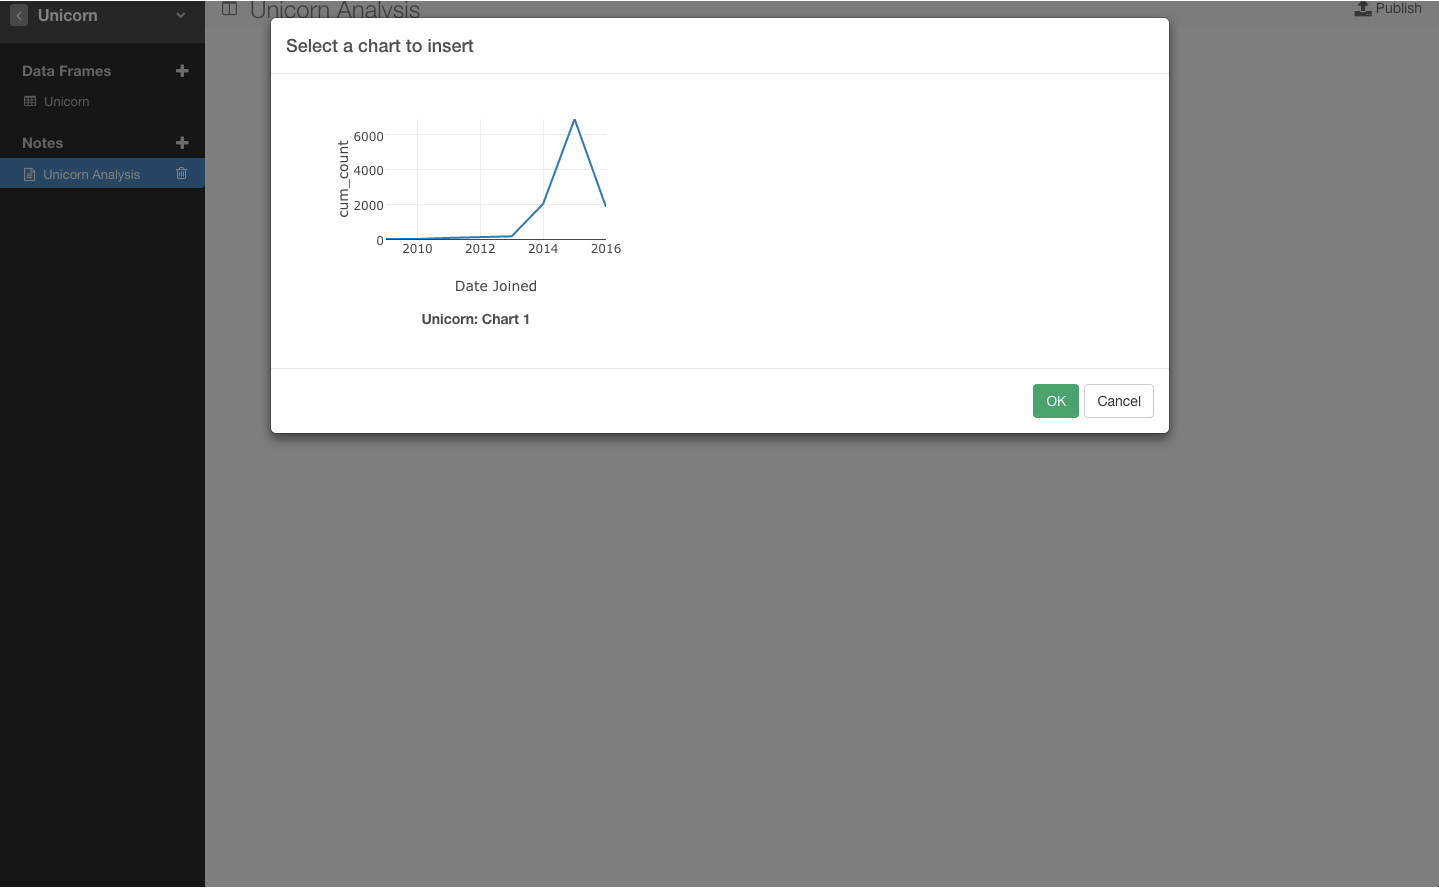 Unicorn
Unicorn Analysis
Publish
Data Frames
Unicorn
Notes
Unicorn Analysis
Select a chart to insert
6000
4000
2000
0
cum_count
2010 2012 2014 2016
Date Joined
Unicorn: Chart 1
OK Cancel